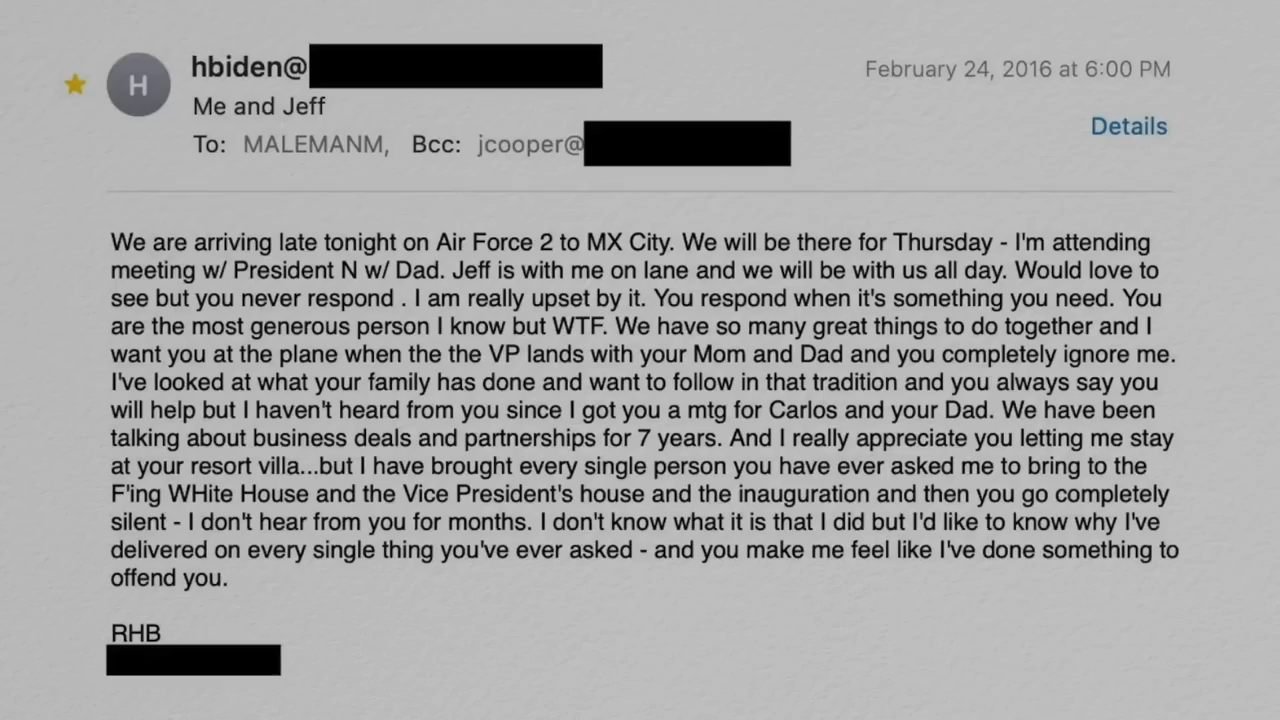 H
hbiden@
February 24, 2016 at 6:00 PM
Me and Jeff
Details
To: MALEMANM, Bcc: jcooper@
We are arriving late tonight on Air Force 2 to MX City. We will be there for Thursday - I'm attending
meeting w/ President N w/ Dad. Jeff is with me on lane and we will be with us all day. Would love to
see but you never respond . I am really upset by it. You respond when it's something you need. You
are the most generous person I know but WTF. We have so many great things to do together and I
want you at the plane when the the VP lands with your Mom and Dad and you completely ignore me.
I've looked at what your family has done and want to follow in that tradition and you always say you
will help but I haven't heard from you since I got you a mtg for Carlos and your Dad. We have been
talking about business deals and partnerships for 7 years. And I really appreciate you letting me stay
at your resort villa...but I have brought every single person you have ever asked me to bring to the
F'ing WHite House and the Vice President's house and the inauguration and then you go completely
silent - I don't hear from you for months. I don't know what it is that I did but I'd like to know why I've
delivered on every single thing you've ever asked - and you make me feel like I've done something to
offend you.
RHB